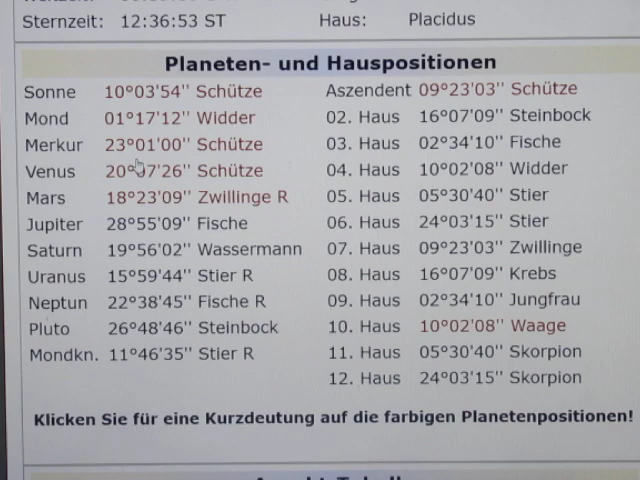 Sternzeit: 12:36:53 ST Haus: Placidus
Planeten- und Hauspositionen
Sonne 10°03'54'' Schütze Aszendent 09°23'03'' Schütze
Mond 01°17'12'' Widder 02. Haus 16°07'09'' Steinbock
Merkur 23°01'00'' Schütze 03. Haus 02°34'10'' Fische
Venus Schütze 04. Haus 10°02'08'' Widder
Mars 18°23'09'' Zwillinge R 05. Haus 05°30'40'' Stier
Jupiter 28°55'09'' Fische 06. Haus 24°03'15'' Stier
Saturn 19°56'02'' Wassermann 07. Haus 09°23'03'' Zwillinge
Uranus 15°59'44'' Stier R 08. Haus 16°07'09'' Krebs
Neptun 22°38'45'' Fische R 09. Haus 02°34'10'' Jungfrau
Pluto 26°48'46'' Steinbock 10. Haus 10°02'08'' Waage
Mondkn. 11°46'35'' Stier R 11. Haus 05°30'40'' Skorpion
12. Haus 24°03'15'' Skorpion
Klicken Sie für eine Kurzdeutung auf die farbigen Planetenpositionen!